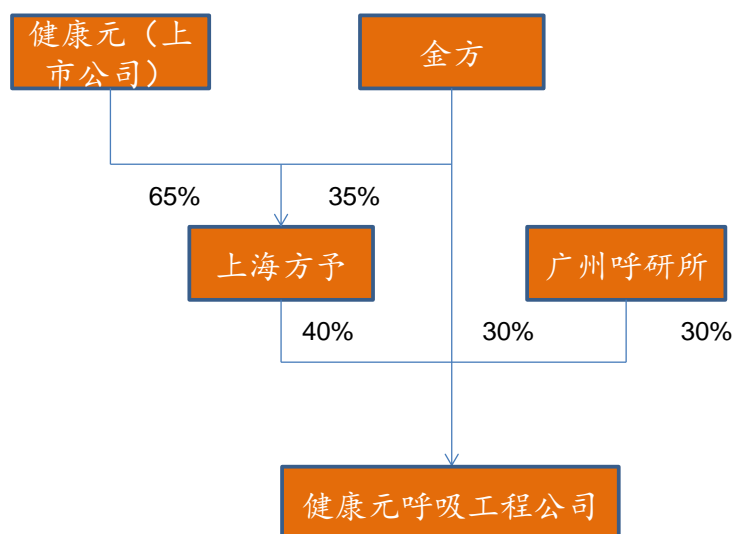 健康元（上
市公司）
金方
65%
35%
上海方予
广州呼研所
40%
30%
30%
健康元呼吸工程公司